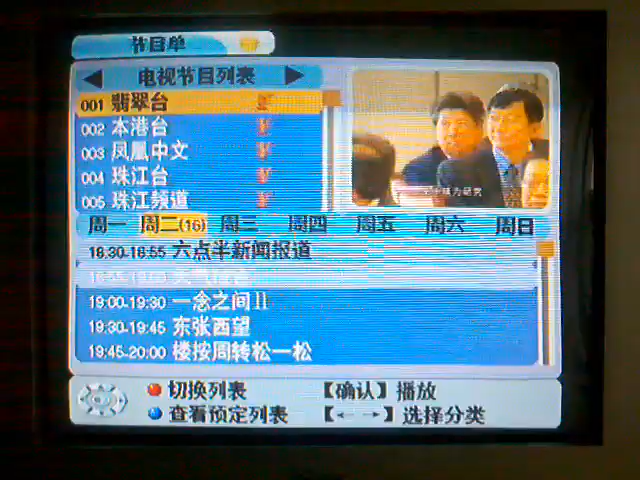 节目单
电视节目列表
001 翡翠台
002 本港台
003 凤凰中文
004 珠江台
005 珠江频道
周一 周二(16) 周三 周四 周五 周六 周日
18:30-18:55 六点半新闻报道
19:00-19:30 一念之间II
19:30-19:45 东张西望
19:45-20:00 楼按周转松一松
切换列表 【确认】播放
查看预定列表 【← →】选择分类